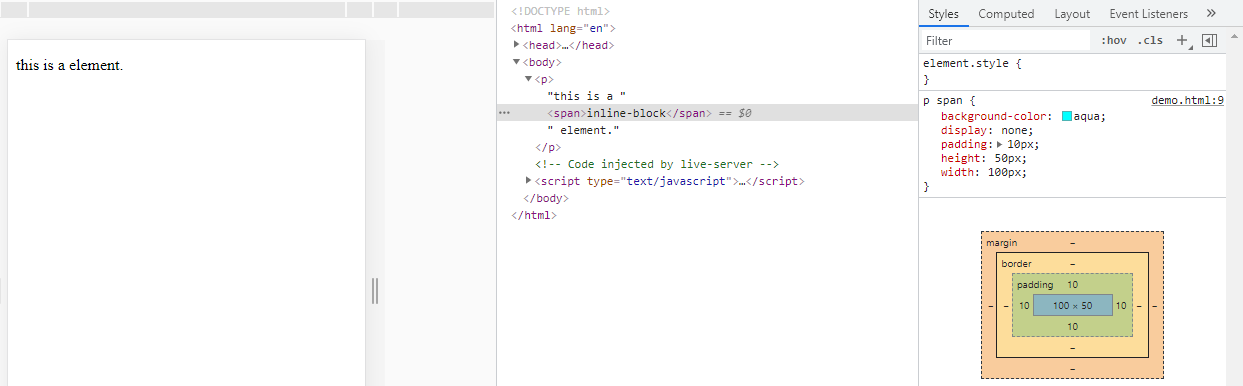 this is a element.
<!DOCTYPE html>
<html lang="en">
<head>…</head>
<body>
<p>
"this is a "
<span>inline-block</span> == $0
" element."
</p>
<!-- Code injected by live-server -->
<script type="text/javascript">…</script>
</body>
</html>
Styles Computed Layout Event Listeners »
Filter :hov .cls +
element.style {
}
p span { demo.html:9
background-color: aqua;
display: none;
padding: 10px;
height: 50px;
width: 100px;
}
margin –
border –
padding 10
– – 10 100 × 50 10 – –
10
–
–